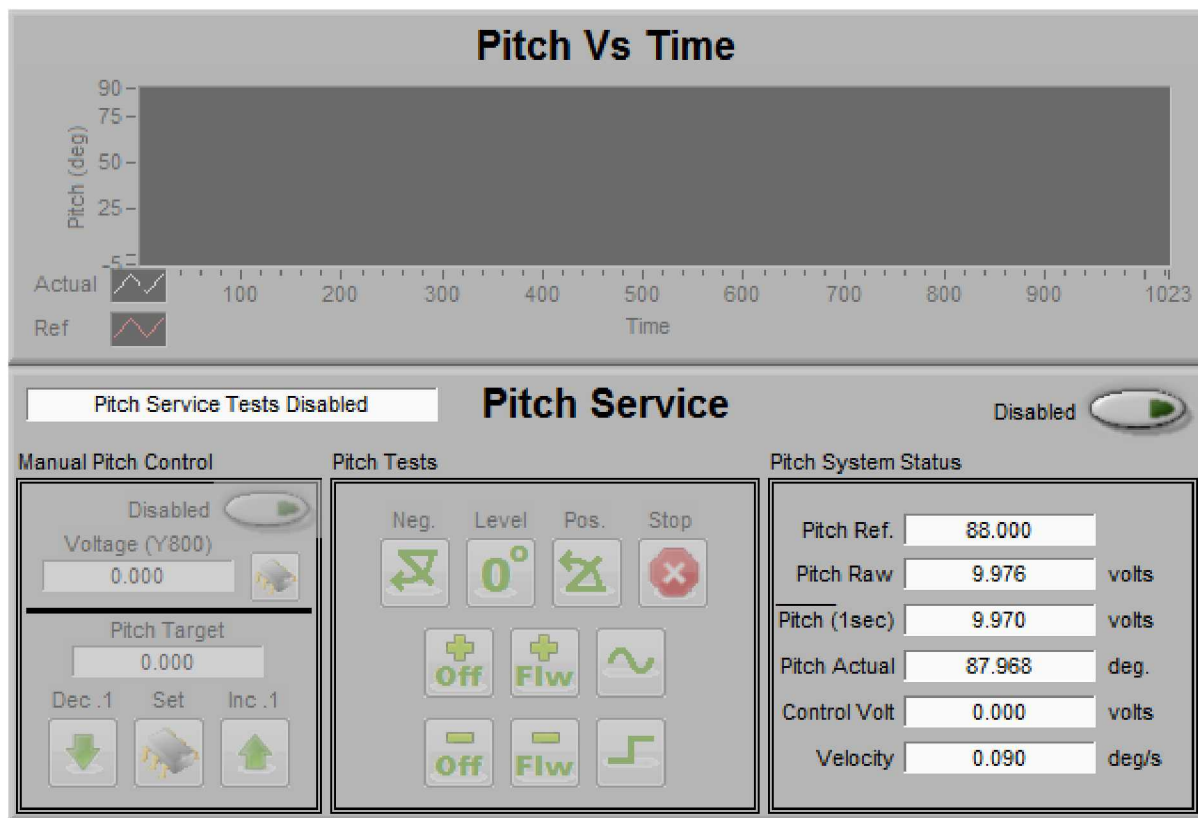 Pitch Vs Time
Pitch (deg)
90
75
50
25
-5
Actual
Ref
100 200 300 400 500 600 700 800 900 1023
Time
Pitch Service Tests Disabled
Pitch Service
Disabled
Manual Pitch Control
Disabled
Voltage (Y800)
0.000
Pitch Target
0.000
Dec .1 Set Inc .1
Pitch Tests
Neg. Level Pos. Stop
0°
Off Flw
Off Flw
Pitch System Status
Pitch Ref. 88.000
Pitch Raw 9.976 volts
Pitch (1sec) 9.970 volts
Pitch Actual 87.968 deg.
Control Volt 0.000 volts
Velocity 0.090 deg/s